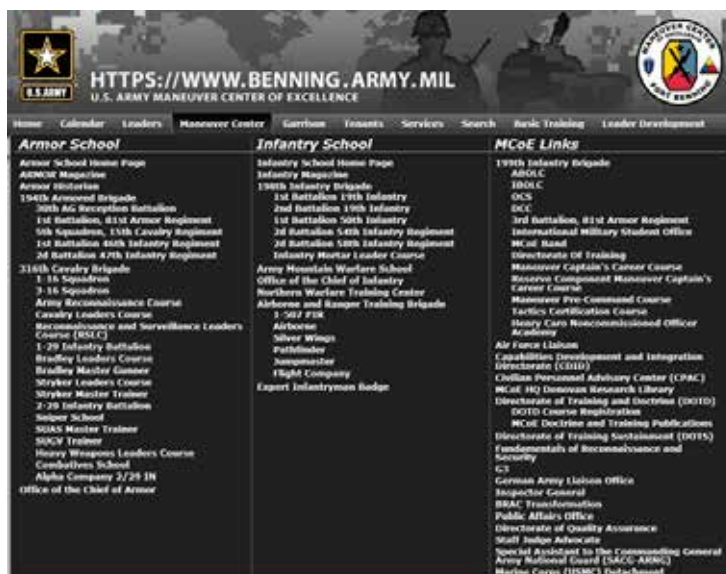 U.S.ARMY
HTTPS://WWW.BENNING.ARMY.MIL
U.S. ARMY MANEUVER CENTER OF EXCELLENCE
MANEUVER CENTER
OF EXCELLENCE
FORT BENNING
Home Calendar Leaders Maneuver Center Garrison Tenants Services Search Basic Training Leader Development
Armor School
Armor School Home Page
ARMOR Magazine
Armor Historian
194th Armored Brigade
30th AG Reception Battalion
1st Battalion, 81st Armor Regiment
5th Squadron, 15th Cavalry Regiment
1st Battalion 46th Infantry Regiment
2d Battalion 47th Infantry Regiment
316th Cavalry Brigade
1-16 Squadron
3-16 Squadron
Army Reconnaissance Course
Cavalry Leaders Course
Reconnaissance and Surveillance Leaders
Course (RSLC)
1-29 Infantry Battalion
Bradley Leaders Course
Bradley Master Gunner
Stryker Leaders Course
Stryker Master Trainer
2-29 Infantry Battalion
Sniper School
SUAS Master Trainer
SUGV Trainer
Heavy Weapons Leaders Course
Combatives School
Alpha Company 2/29 IN
Office of the Chief of Armor
Infantry School
Infantry School Home Page
Infantry Magazine
198th Infantry Brigade
1st Battalion 19th Infantry
2nd Battalion 19th Infantry
1st Battalion 50th Infantry
2d Battalion 54th Infantry Regiment
2d Battalion 58th Infantry Regiment
Infantry Mortar Leader Course
Army Mountain Warfare School
Office of the Chief of Infantry
Northern Warfare Training Center
Airborne and Ranger Training Brigade
1-507 PIR
Airborne
Silver Wings
Pathfinder
Jumpmaster
Flight Company
Expert Infantryman Badge
MCoE Links
199th Infantry Brigade
ABOLC
IBOLC
OCS
DCC
3rd Battalion, 81st Armor Regiment
International Military Student Office
MCoE Band
Directorate Of Training
Maneuver Captain's Career Course
Reserve Component Maneuver Captain's
Career Course
Maneuver Pre-Command Course
Tactics Certification Course
Henry Caro Noncommissioned Officer
Academy
Air Force Liaison
Capabilities Development and Integration
Directorate (CDID)
Civilian Personnel Advisory Center (CPAC)
MCoE HQ Donovan Research Library
Directorate of Training and Doctrine (DOTD)
DOTD Course Registration
MCoE Doctrine and Training Publications
Directorate of Training Sustainment (DOTS)
Fundamentals of Reconnaissance and
Security
G3
German Army Liaison Office
Inspector General
BRAC Transformation
Public Affairs Office
Directorate of Quality Assurance
Staff Judge Advocate
Special Assistant to the Commanding General
Army National Guard (SACG-ARNG)
Marine Corps (USMC) Detachment